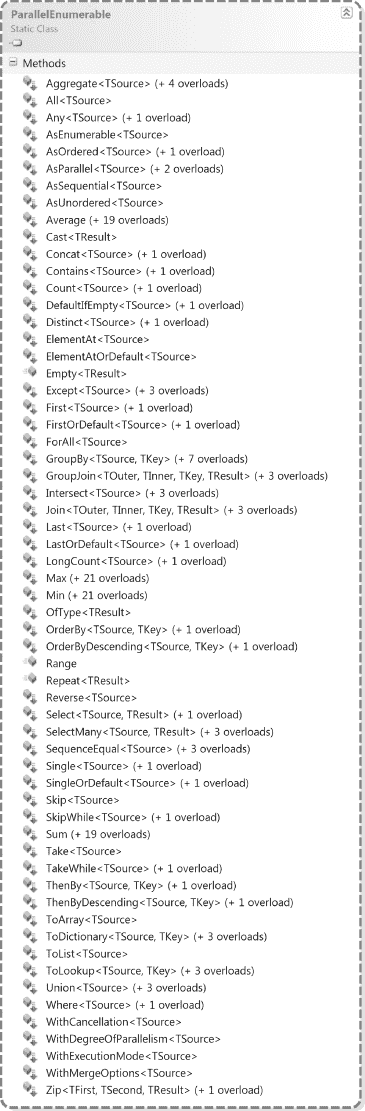 ParallelEnumerable
Static Class
Methods
Aggregate<TSource> (+ 4 overloads)
All<TSource>
Any<TSource> (+ 1 overload)
AsEnumerable<TSource>
AsOrdered<TSource> (+ 1 overload)
AsParallel<TSource> (+ 2 overloads)
AsSequential<TSource>
AsUnordered<TSource>
Average (+ 19 overloads)
Cast<TResult>
Concat<TSource> (+ 1 overload)
Contains<TSource> (+ 1 overload)
Count<TSource> (+ 1 overload)
DefaultIfEmpty<TSource> (+ 1 overload)
Distinct<TSource> (+ 1 overload)
ElementAt<TSource>
ElementAtOrDefault<TSource>
Empty<TResult>
Except<TSource> (+ 3 overloads)
First<TSource> (+ 1 overload)
FirstOrDefault<TSource> (+ 1 overload)
ForAll<TSource>
GroupBy<TSource, TKey> (+ 7 overloads)
GroupJoin<TOuter, TInner, TKey, TResult> (+ 3 overloads)
Intersect<TSource> (+ 3 overloads)
Join<TOuter, TInner, TKey, TResult> (+ 3 overloads)
Last<TSource> (+ 1 overload)
LastOrDefault<TSource> (+ 1 overload)
LongCount<TSource> (+ 1 overload)
Max (+ 21 overloads)
Min (+ 21 overloads)
OfType<TResult>
OrderBy<TSource, TKey> (+ 1 overload)
OrderByDescending<TSource, TKey> (+ 1 overload)
Range
Repeat<TResult>
Reverse<TSource>
Select<TSource, TResult> (+ 1 overload)
SelectMany<TSource, TResult> (+ 3 overloads)
SequenceEqual<TSource> (+ 3 overloads)
Single<TSource> (+ 1 overload)
SingleOrDefault<TSource> (+ 1 overload)
Skip<TSource>
SkipWhile<TSource> (+ 1 overload)
Sum (+ 19 overloads)
Take<TSource>
TakeWhile<TSource> (+ 1 overload)
ThenBy<TSource, TKey> (+ 1 overload)
ThenByDescending<TSource, TKey> (+ 1 overload)
ToArray<TSource>
ToDictionary<TSource, TKey> (+ 3 overloads)
ToList<TSource>
ToLookup<TSource, TKey> (+ 3 overloads)
Union<TSource> (+ 3 overloads)
Where<TSource> (+ 1 overload)
WithCancellation<TSource>
WithDegreeOfParallelism<TSource>
WithExecutionMode<TSource>
WithMergeOptions<TSource>
Zip<TFirst, TSecond, TResult> (+ 1 overload)